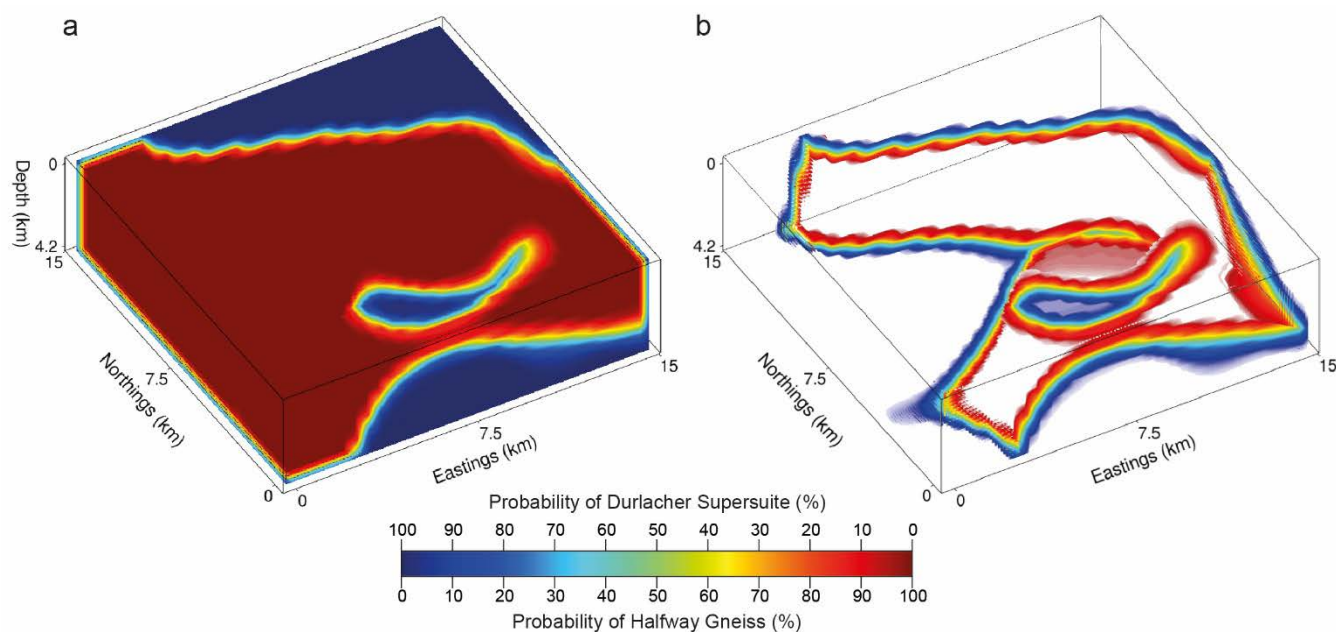 a
b
0
Depth (km)
4.2
15
Northings (km)
7.5
0
0
Eastings (km)
7.5
15
0
4.2
15
Northings (km)
7.5
0
0
Eastings (km)
7.5
15
Probability of Durlacher Supersuite (%)
100 90 80 70 60 50 40 30 20 10 0
0 10 20 30 40 50 60 70 80 90 100
Probability of Halfway Gneiss (%)